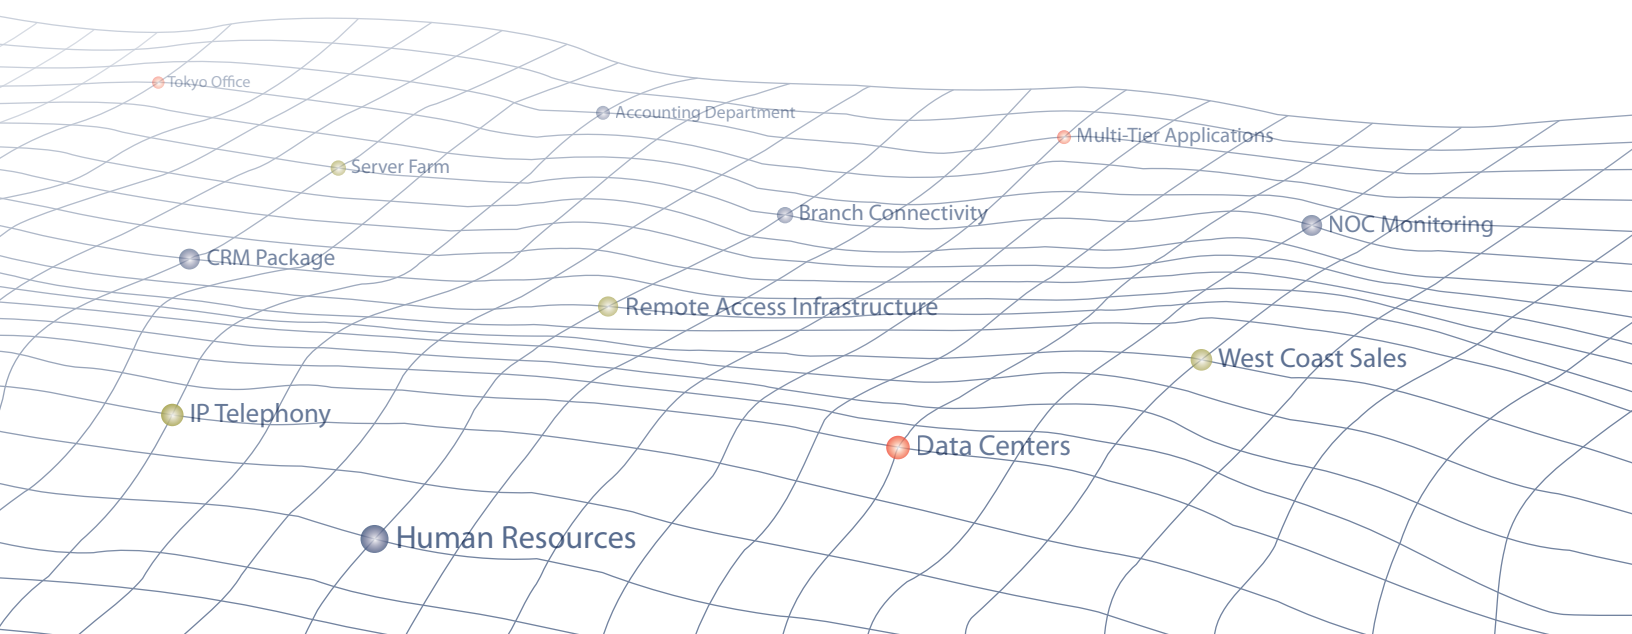 Tokyo Office
Accounting Department
Multi-Tier Applications
Server Farm
Branch Connectivity
NOC Monitoring
CRM Package
Remote Access Infrastructure
West Coast Sales
IP Telephony
Data Centers
Human Resources